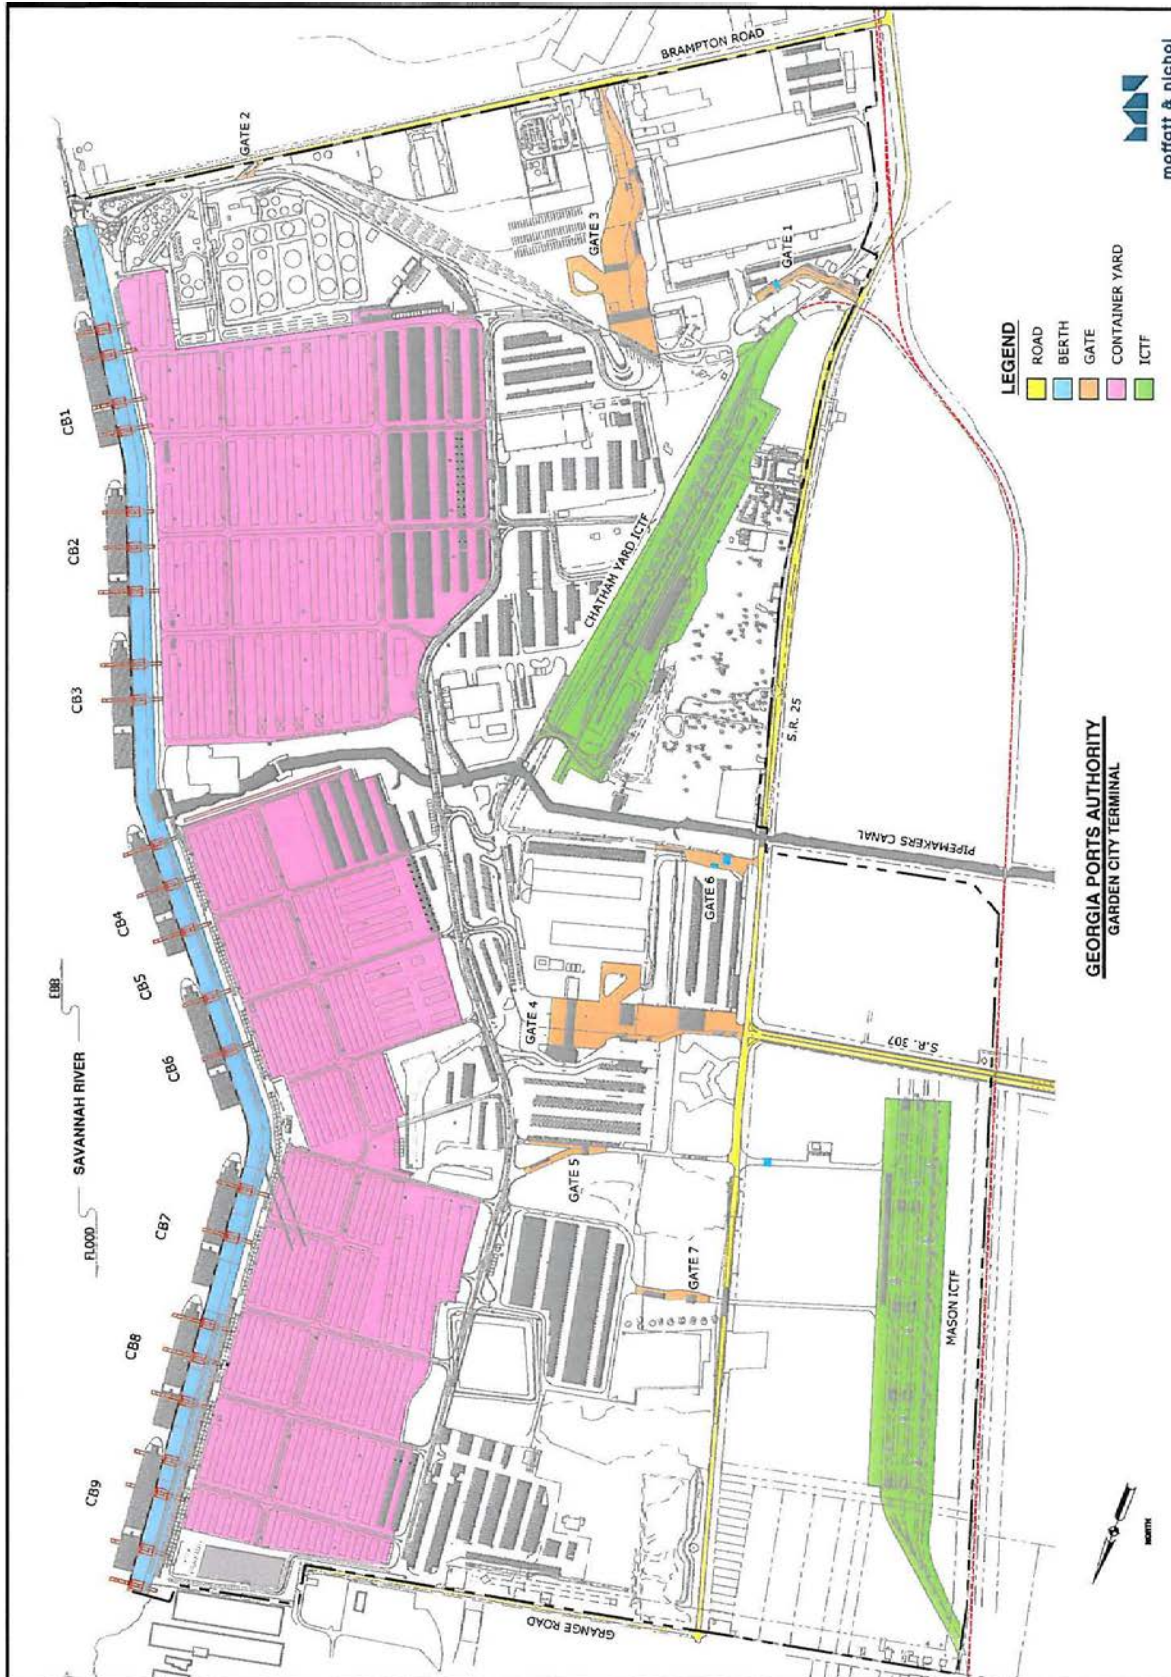 BRAMPTON ROAD
GATE 2
GATE 3
GATE 1
CB1
CB2
CB3
CB4
CB5
CB6
CB7
CB8
CB9
EBB
SAVANNAH RIVER
FLOOD
CHATHAM YARD ICTF
S.R. 25
PIPEMAKERS CANAL
GATE 6
GATE 4
S.R. 307
GATE 5
GATE 7
MASON ICTF
GRANGE ROAD
LEGEND
ROAD
BERTH
GATE
CONTAINER YARD
ICTF
GEORGIA PORTS AUTHORITY
GARDEN CITY TERMINAL
moffatt & nichol
NORTH